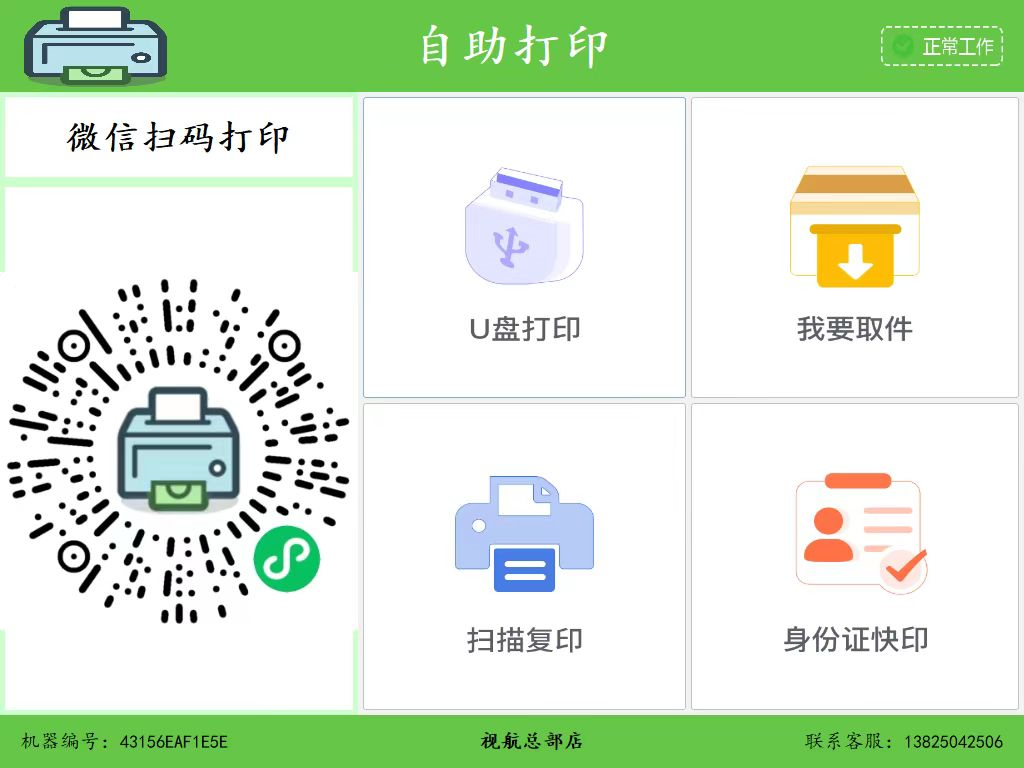 自助打印
正常工作
微信扫码打印
U盘打印
我要取件
扫描复印
身份证快印
机器编号：43156EAF1E5E
视航总部店
联系客服：13825042506